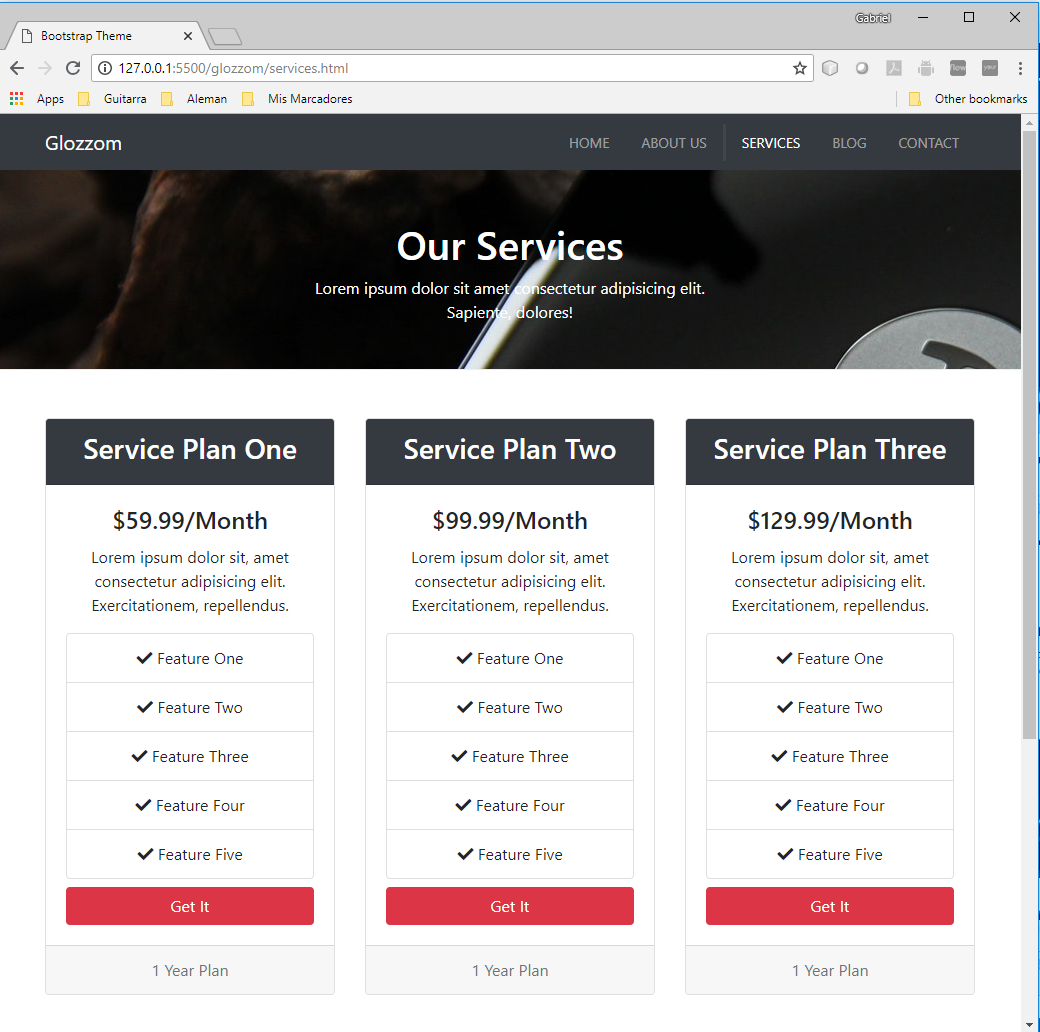 Gabriel
Bootstrap Theme
127.0.0.1:5500/glozzom/services.html
Apps Guitarra Aleman Mis Marcadores Other bookmarks
Glozzom HOME ABOUT US SERVICES BLOG CONTACT
Our Services
Lorem ipsum dolor sit amet consectetur adipisicing elit.
Sapiente, dolores!
Service Plan One
$59.99/Month
Lorem ipsum dolor sit, amet
consectetur adipisicing elit.
Exercitationem, repellendus.
Feature One
Feature Two
Feature Three
Feature Four
Feature Five
Get It
1 Year Plan
Service Plan Two
$99.99/Month
Lorem ipsum dolor sit, amet
consectetur adipisicing elit.
Exercitationem, repellendus.
Feature One
Feature Two
Feature Three
Feature Four
Feature Five
Get It
1 Year Plan
Service Plan Three
$129.99/Month
Lorem ipsum dolor sit, amet
consectetur adipisicing elit.
Exercitationem, repellendus.
Feature One
Feature Two
Feature Three
Feature Four
Feature Five
Get It
1 Year Plan